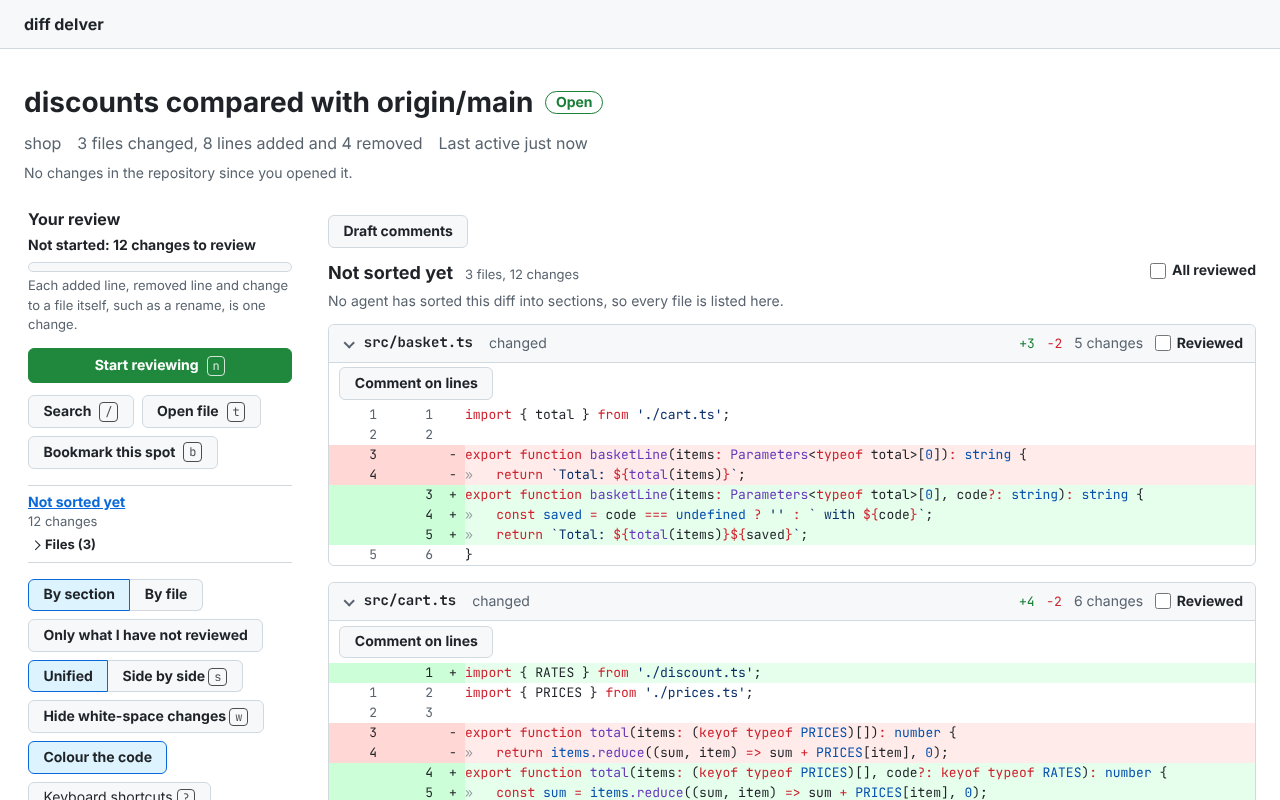 diff delver
discounts compared with origin/main Open
shop 3 files changed, 8 lines added and 4 removed Last active just now
No changes in the repository since you opened it.
Your review
Not started: 12 changes to review
Each added line, removed line and change
to a file itself, such as a rename, is one
change.
Start reviewing n
Search / Open file t
Bookmark this spot b
Not sorted yet
12 changes
Files (3)
By section By file
Only what I have not reviewed
Unified Side by side s
Hide white-space changes w
Colour the code
Keyboard shortcuts ?
Draft comments
Not sorted yet 3 files, 12 changes All reviewed
No agent has sorted this diff into sections, so every file is listed here.
src/basket.ts changed +3 -2 5 changes Reviewed
Comment on lines
1 1 import { total } from './cart.ts';
2 2
3 - export function basketLine(items: Parameters<typeof total>[0]): string {
4 - » return `Total: ${total(items)}`;
3 + export function basketLine(items: Parameters<typeof total>[0], code?: string): string {
4 + » const saved = code === undefined ? '' : ` with ${code}`;
5 + » return `Total: ${total(items)}${saved}`;
5 6 }
src/cart.ts changed +4 -2 6 changes Reviewed
Comment on lines
1 + import { RATES } from './discount.ts';
1 2 import { PRICES } from './prices.ts';
2 3
3 - export function total(items: (keyof typeof PRICES)[]): number {
4 - » return items.reduce((sum, item) => sum + PRICES[item], 0);
4 + export function total(items: (keyof typeof PRICES)[], code?: keyof typeof RATES): number {
5 + » const sum = items.reduce((sum, item) => sum + PRICES[item], 0);